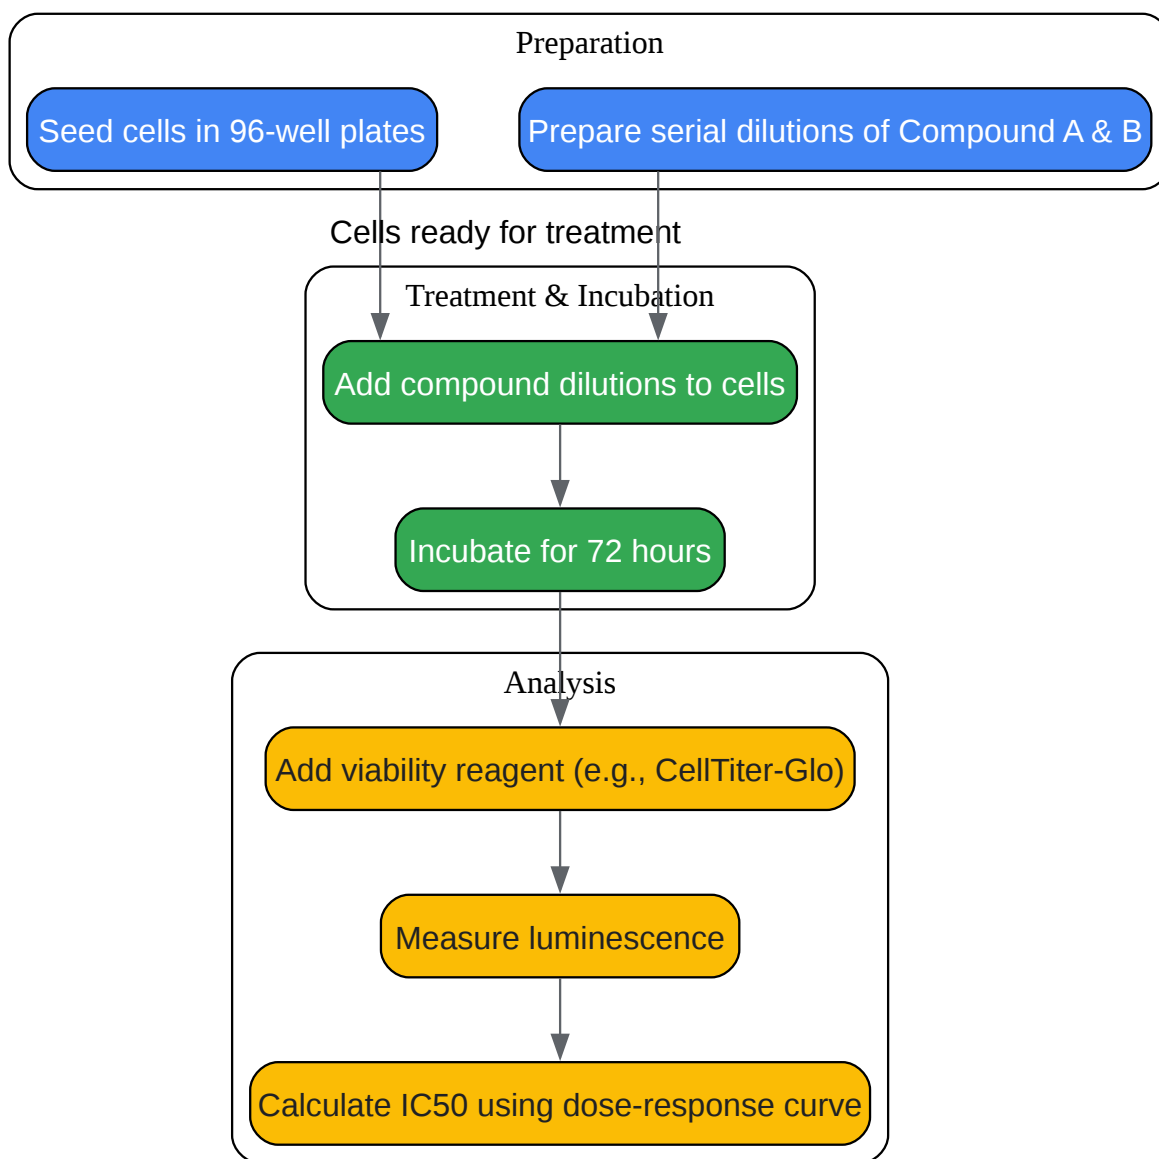 Preparation
Seed cells in 96-well plates
Prepare serial dilutions of Compound A & B
Cells ready for treatment
Treatment & Incubation
Add compound dilutions to cells
Incubate for 72 hours
Analysis
Add viability reagent (e.g., CellTiter-Glo)
Measure luminescence
Calculate IC50 using dose-response curve